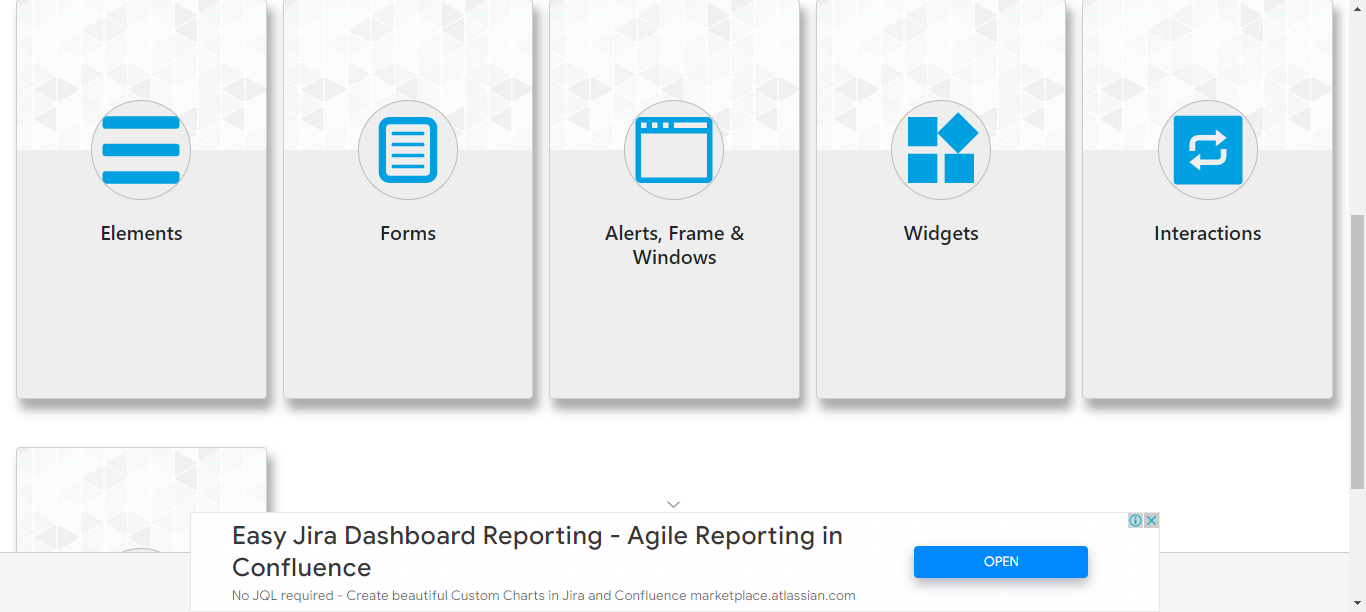 Elements
Forms
Alerts, Frame &
Windows
Widgets
Interactions
Easy Jira Dashboard Reporting - Agile Reporting in
Confluence
No JQL required - Create beautiful Custom Charts in Jira and Confluence marketplace.atlassian.com
OPEN